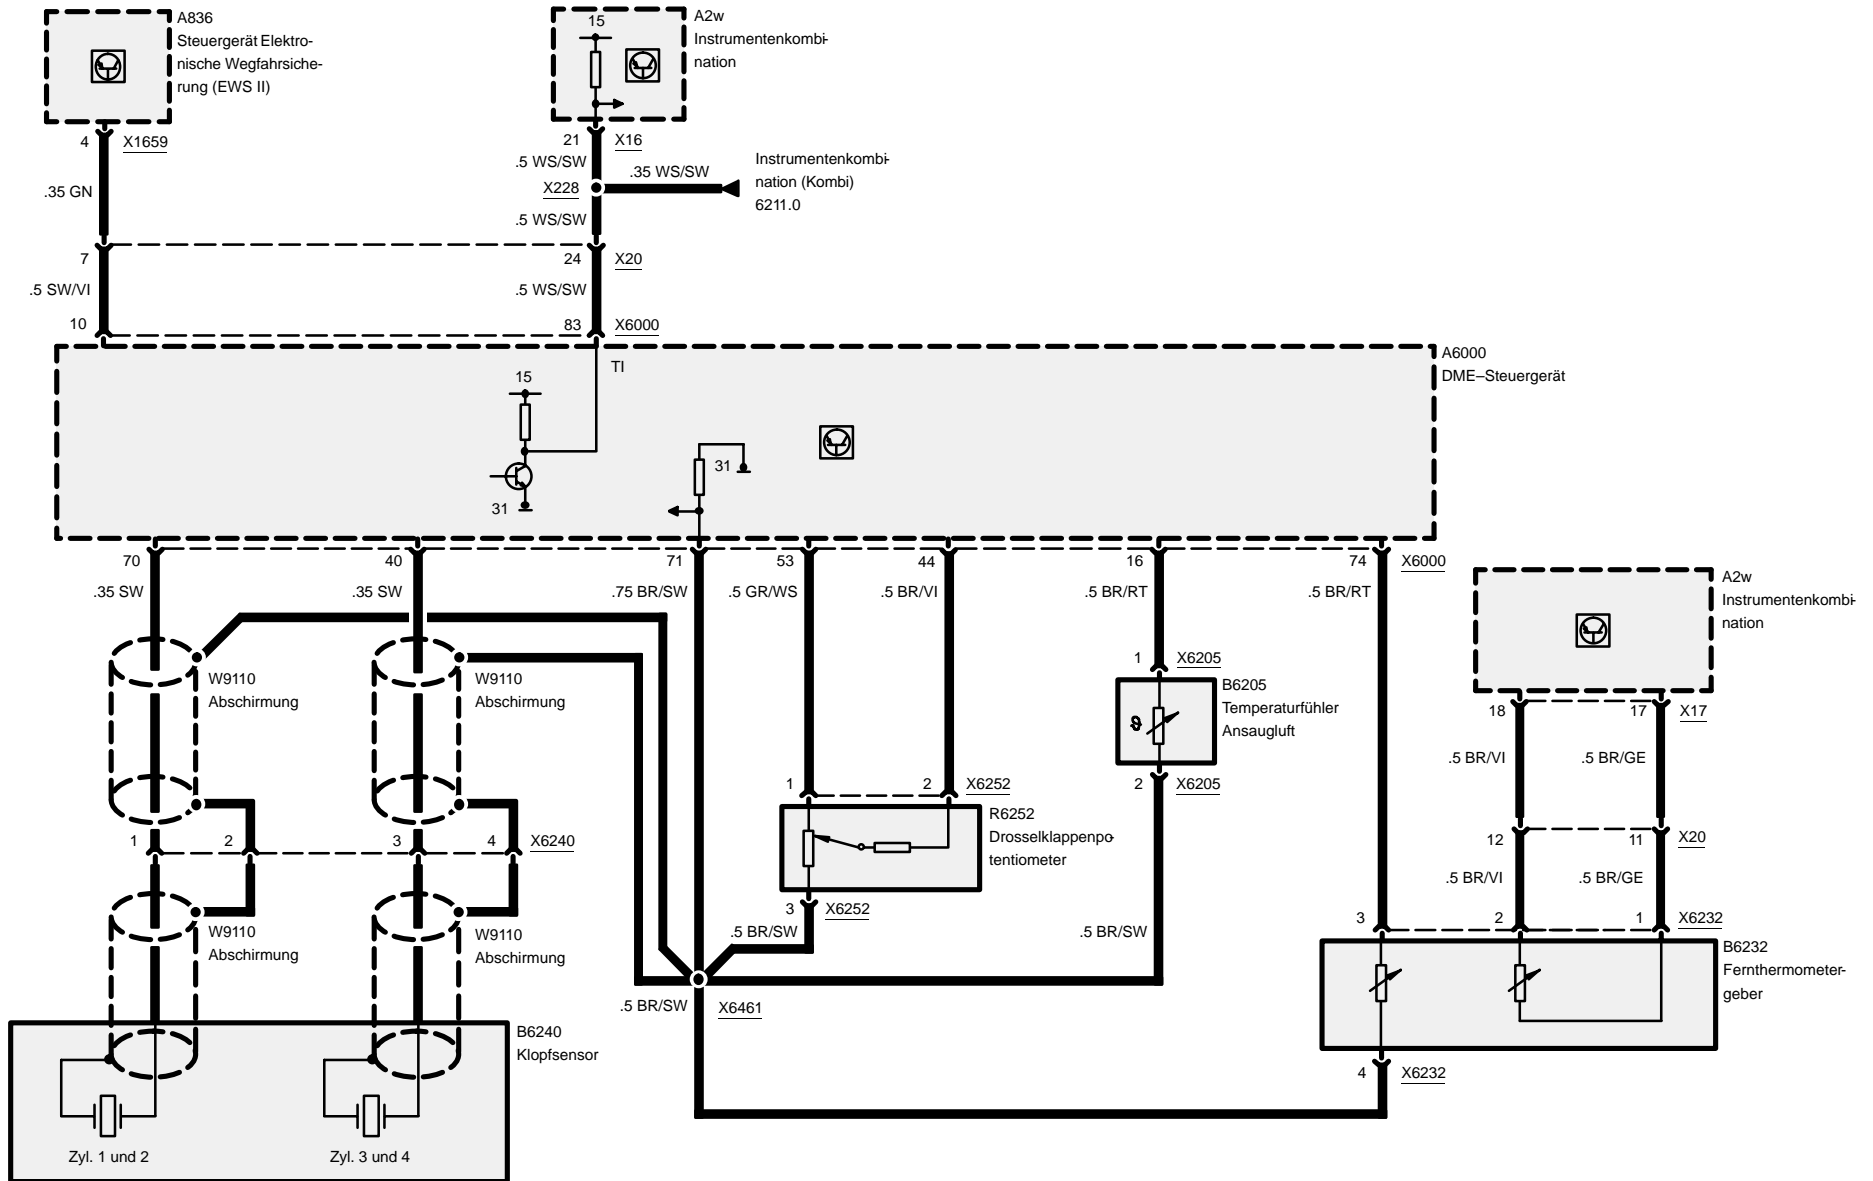 A836
Steuergerät Elektro-
nische Wegfahrsiche-
rung (EWS II)
15
A2w
Instrumentenkombi-
nation
4
X1659
21
X16
.5 WS/SW
.35 WS/SW
Instrumentenkombi-
nation (Kombi)
6211.0
.35 GN
X228
.5 WS/SW
7
24
X20
.5 SW/VI
.5 WS/SW
10
83
X6000
A6000
DME–Steuergerät
TI
15
31
31
70
40
71
53
44
16
74
X6000
.35 SW
.35 SW
.75 BR/SW
.5 GR/WS
.5 BR/VI
.5 BR/RT
.5 BR/RT
A2w
Instrumentenkombi-
nation
W9110
Abschirmung
W9110
Abschirmung
1
X6205
B6205
Temperaturfühler
Ansaugluft
ϑ
18
17
X17
.5 BR/VI
.5 BR/GE
1
2
X6252
2
X6205
R6252
Drosselklappenpo-
tentiometer
1
2
3
4
X6240
12
11
X20
.5 BR/VI
.5 BR/GE
3
X6252
.5 BR/SW
.5 BR/SW
3
2
1
X6232
W9110
Abschirmung
W9110
Abschirmung
B6232
Fernthermometer-
geber
.5 BR/SW
X6461
B6240
Klopfsensor
4
X6232
Zyl. 1 und 2
Zyl. 3 und 4